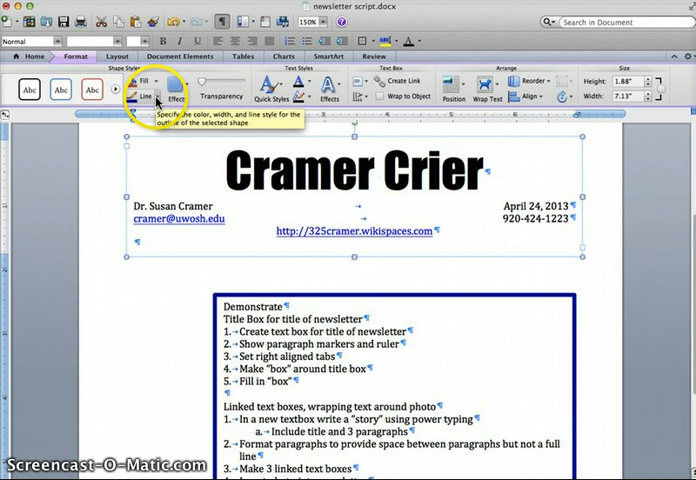 newsletter script.docx
150%
Search in Document
Normal
B I U
Home Format Layout Document Elements Tables Charts SmartArt Review
Shape Styles Text Styles Text Box Arrange Size
Abc Abc Abc
Fill
Line
Effect
Transparency
Quick Styles
Effects
Create Link
Wrap to Object
Position
Wrap Text
Reorder
Align
Height: 1.88"
Width: 7.13"
Specify the color, width, and line style for the
outline of the selected shape
Cramer Crier
Dr. Susan Cramer April 24, 2013
cramer@uwosh.edu 920-424-1223
http://325cramer.wikispaces.com
Demonstrate
Title Box for title of newsletter
1. Create text box for title of newsletter
2. Show paragraph markers and ruler
3. Set right aligned tabs
4. Make “box” around title box
5. Fill in “box”
Linked text boxes, wrapping text around photo
1. In a new textbox write a “story” using power typing
a. Include title and 3 paragraphs
2. Format paragraphs to provide space between paragraphs but not a full
line
3. Make 3 linked text boxes
Screencast-O-Matic.com